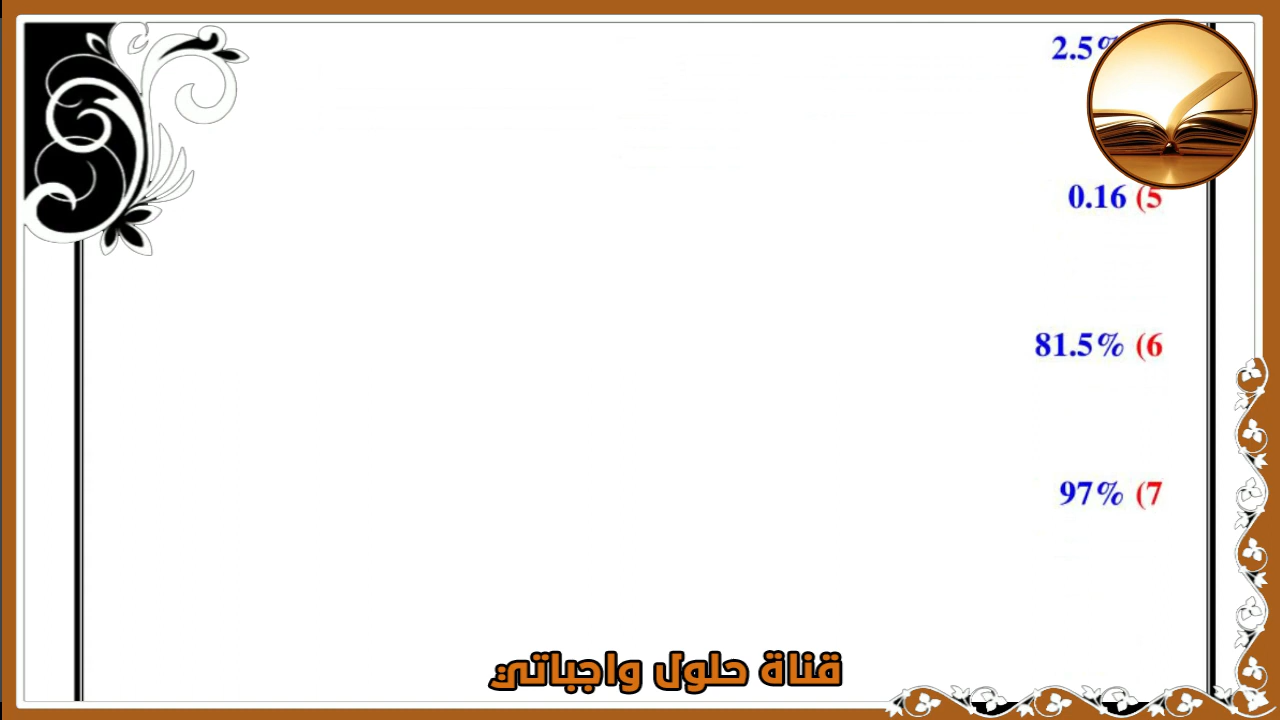 2.5%
(5 0.16
(6 81.5%
(7 97%
قناة حلول واجباتي